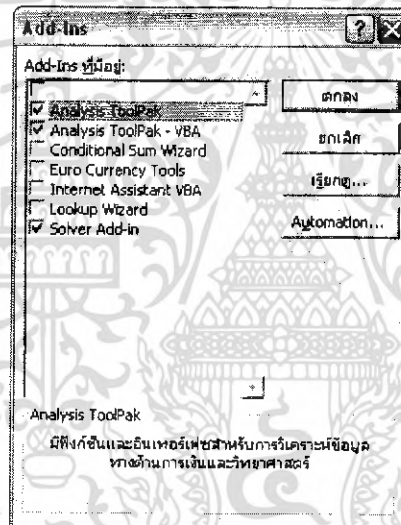 Add-Ins
Add-Ins ที่มีอยู่:
Analysis ToolPak
Analysis ToolPak - VBA
Conditional Sum Wizard
Euro Currency Tools
Internet Assistant VBA
Lookup Wizard
Solver Add-in
ตกลง
ยกเลิก
เรียกดู...
Automation...
Analysis ToolPak
มีฟังก์ชันและอินเทอร์เฟซสำหรับการวิเคราะห์ข้อมูล
ทางด้านการเงินและวิทยาศาสตร์